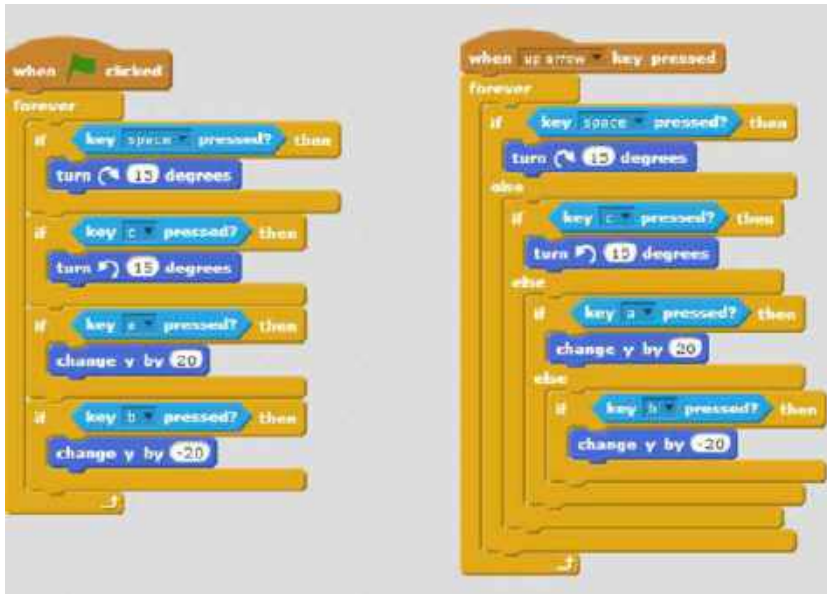 when clicked
forever
if key space pressed? then
turn 15 degrees
if key c pressed? then
turn 15 degrees
if key a pressed? then
change y by 20
if key b pressed? then
change y by -20
when up arrow key pressed
forever
if key space pressed? then
turn 15 degrees
else
if key c pressed? then
turn 15 degrees
else
if key a pressed? then
change y by 20
else
if key b pressed? then
change y by -20